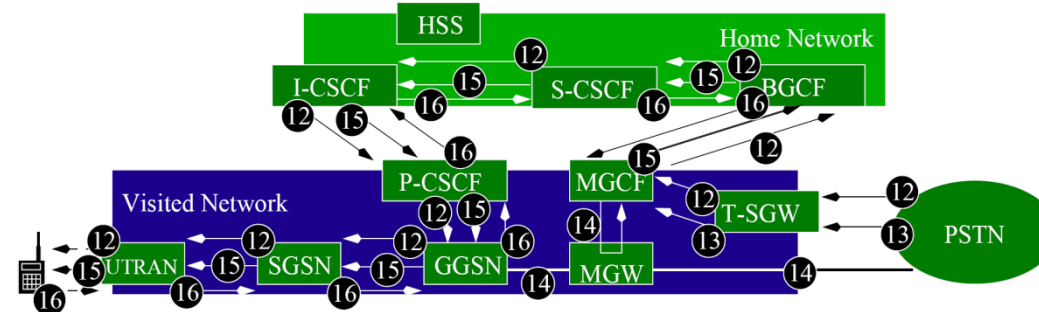 HSS
Home Network
12
12
15
15
I-CSCF
S-CSCF
BGCF
16
16
16
12
15
16
15
12
P-CSCF
MGCF
Visited Network
12
15
12
12
T-SGW
14
13
13
PSTN
12
12
12
16
UTRAN
15
SGSN
15
GGSN
MGW
15
14
14
16
16
16